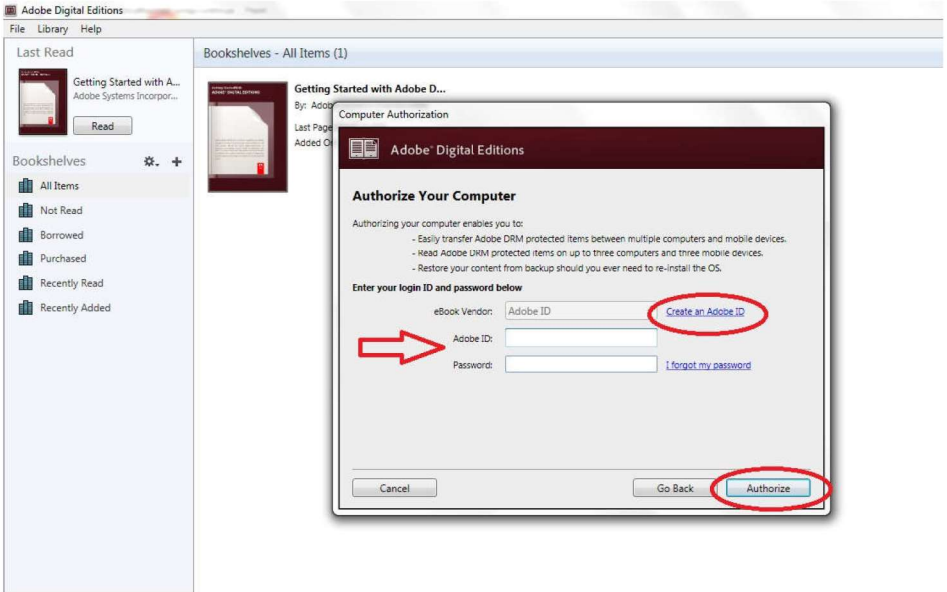 Adobe Digital Editions
File Library Help
Last Read
Getting Started with A...
Adobe Systems Incorpor...
Read
Bookshelves
All Items
Not Read
Borrowed
Purchased
Recently Read
Recently Added
Bookshelves - All Items (1)
Getting Started with Adobe D...
By: Adob
Last Page
Added On
Computer Authorization
Adobe® Digital Editions
Authorize Your Computer
Authorizing your computer enables you to:
- Easily transfer Adobe DRM protected items between multiple computers and mobile devices.
- Read Adobe DRM protected items on up to three computers and three mobile devices.
- Restore your content from backup should you ever need to re-install the OS.
Enter your login ID and password below
eBook Vendor: Adobe ID Create an Adobe ID
Adobe ID:
Password: I forgot my password
Cancel Go Back Authorize